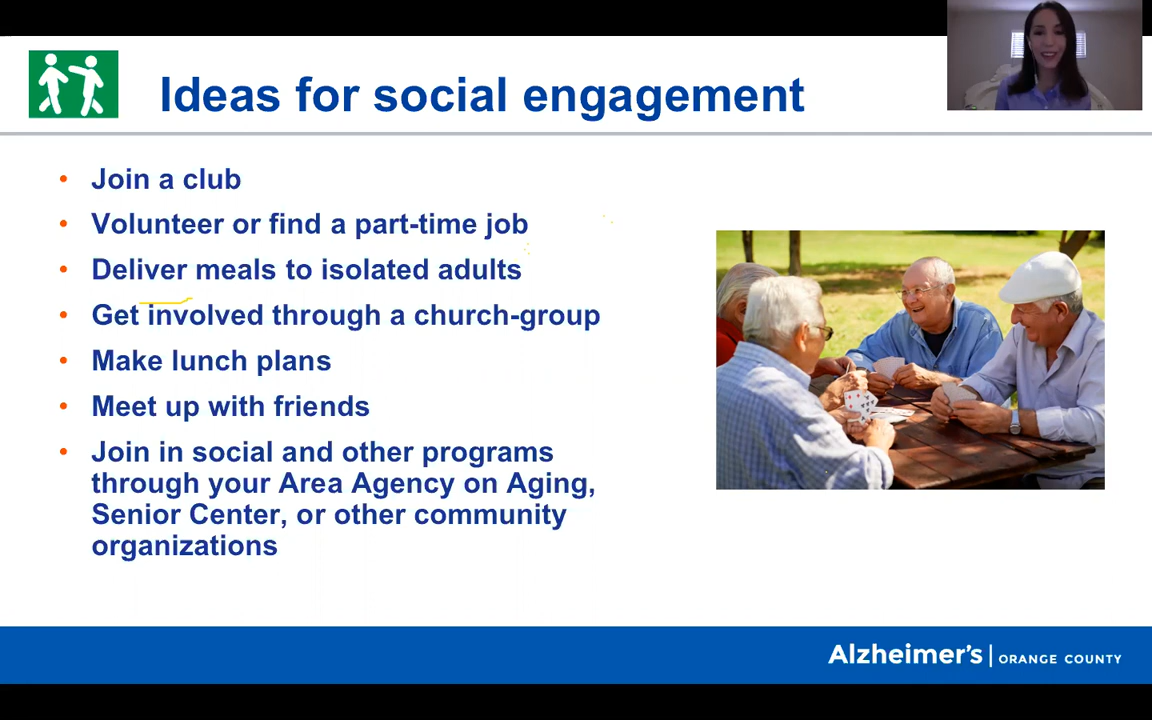 Ideas for social engagement
• Join a club
• Volunteer or find a part-time job
• Deliver meals to isolated adults
• Get involved through a church-group
• Make lunch plans
• Meet up with friends
• Join in social and other programs
through your Area Agency on Aging,
Senior Center, or other community
organizations
Alzheimer's | ORANGE COUNTY